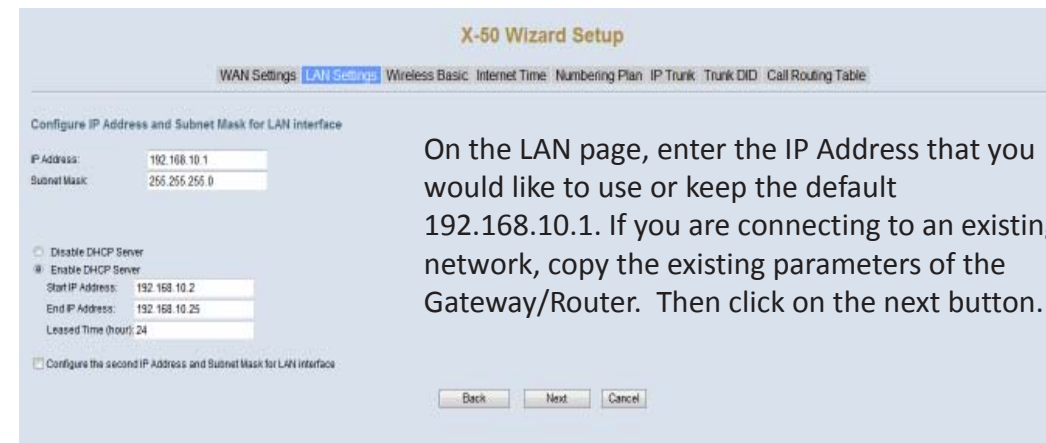 X-50 Wizard Setup
WAN Settings LAN Settings Wireless Basic Internet Time Numbering Plan IP Trunk Trunk DID Call Routing Table
Configure IP Address and Subnet Mask for LAN interface
IP Address: 192.168.10.1
Subnet Mask: 255.255.255.0
Disable DHCP Server
Enable DHCP Server
Start IP Address: 192.168.10.2
End IP Address: 192.168.10.25
Leased Time (hour): 24
Configure the second IP Address and Subnet Mask for LAN interface
On the LAN page, enter the IP Address that you
would like to use or keep the default
192.168.10.1. If you are connecting to an existin
network, copy the existing parameters of the
Gateway/Router. Then click on the next button.
Back Next Cancel